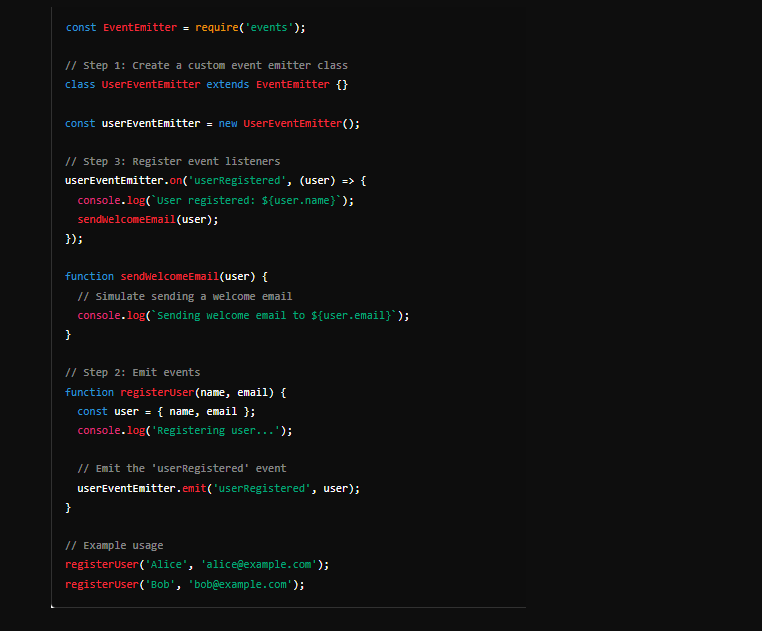 const EventEmitter = require('events');
// Step 1: Create a custom event emitter class
class UserEventEmitter extends EventEmitter {}
const userEventEmitter = new UserEventEmitter();
// Step 3: Register event listeners
userEventEmitter.on('userRegistered', (user) => {
  console.log(`User registered: ${user.name}`);
  sendWelcomeEmail(user);
});
function sendWelcomeEmail(user) {
  // Simulate sending a welcome email
  console.log(`Sending welcome email to ${user.email}`);
}
// Step 2: Emit events
function registerUser(name, email) {
  const user = { name, email };
  console.log('Registering user...');
  // Emit the 'userRegistered' event
  userEventEmitter.emit('userRegistered', user);
}
// Example usage
registerUser('Alice', 'alice@example.com');
registerUser('Bob', 'bob@example.com');